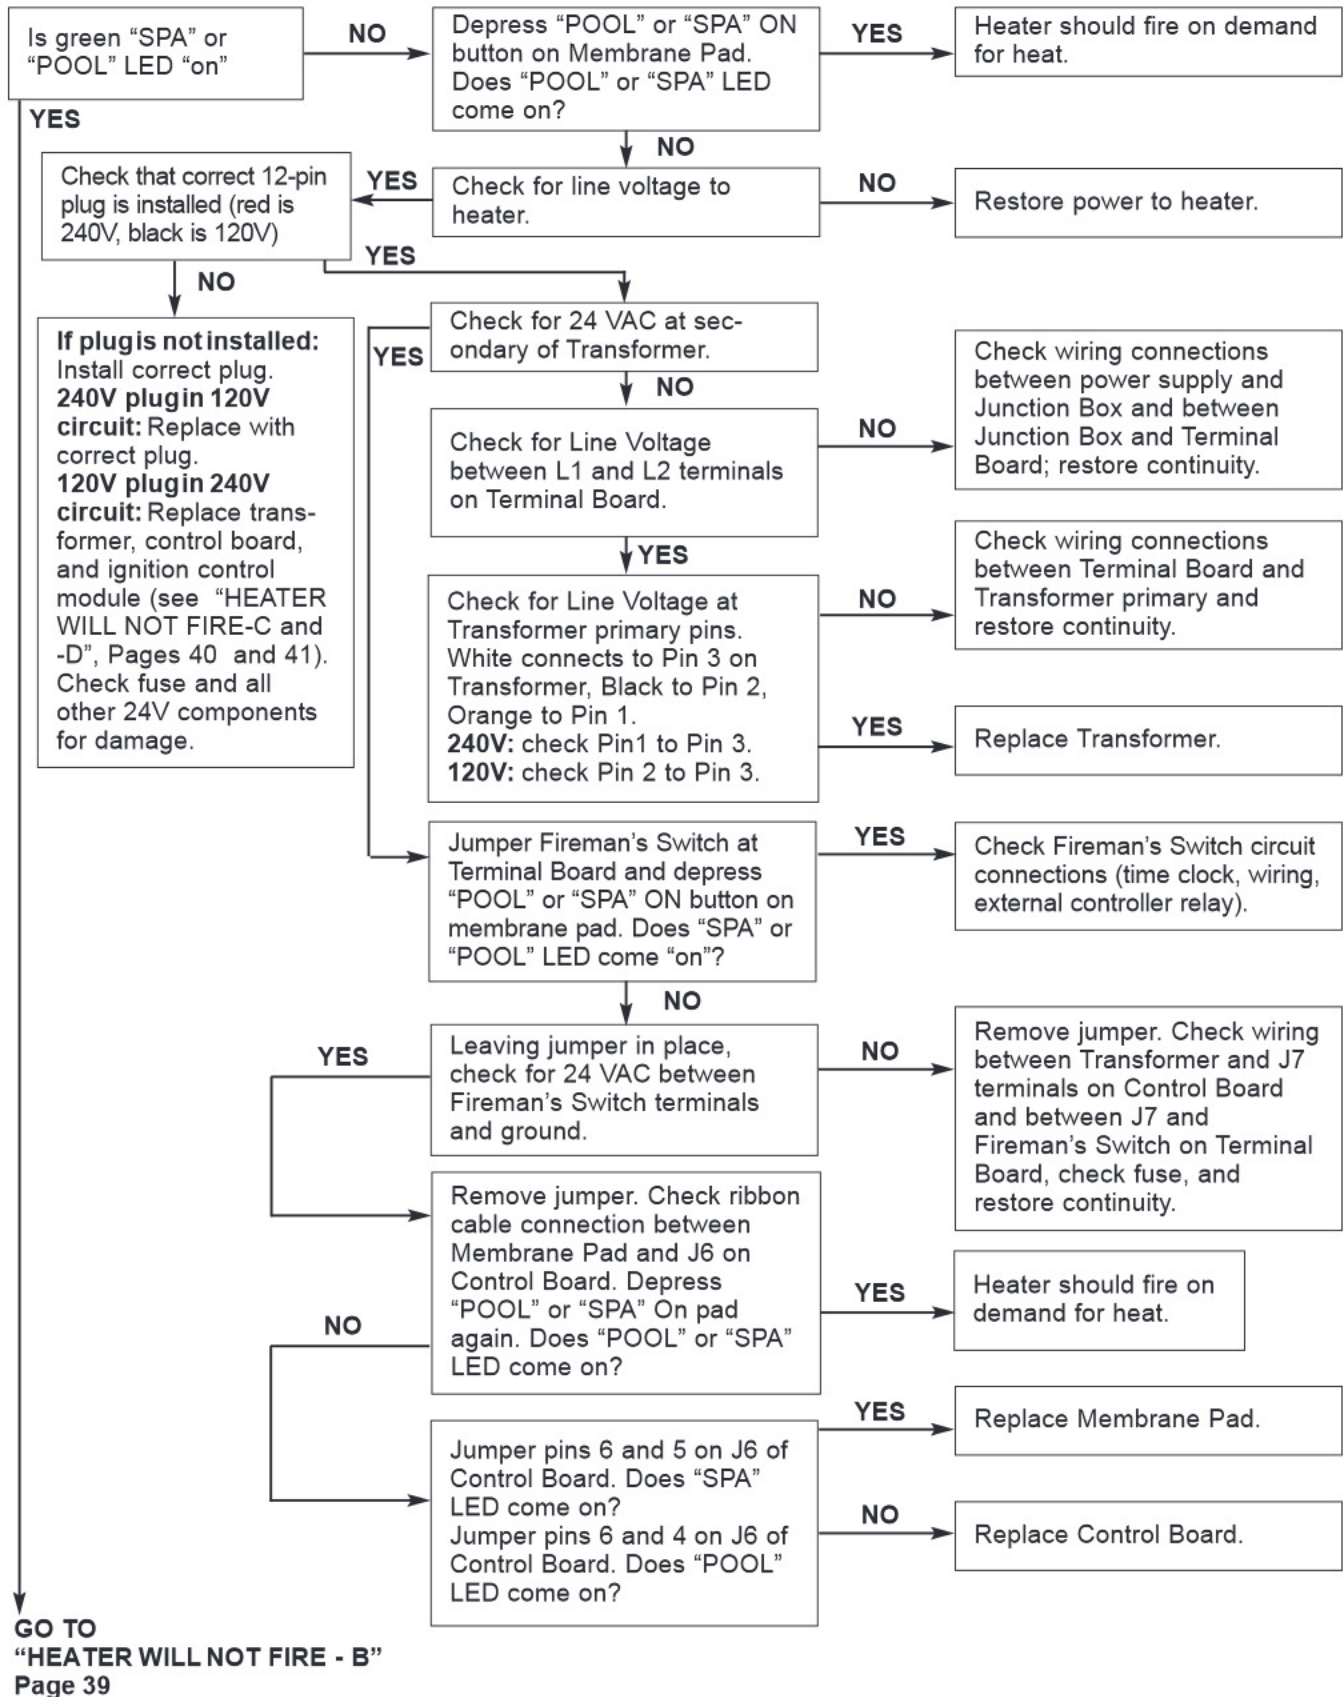 Is green “SPA” or
“POOL” LED “on”
NO
Depress “POOL” or “SPA” ON
button on Membrane Pad.
Does “POOL” or “SPA” LED
come on?
YES
Heater should fire on demand
for heat.
YES
NO
Check that correct 12-pin
plug is installed (red is
240V, black is 120V)
YES
Check for line voltage to
heater.
NO
Restore power to heater.
YES
NO
If plug is not installed:
Install correct plug.
240V plug in 120V
circuit: Replace with
correct plug.
120V plug in 240V
circuit: Replace trans-
former, control board,
and ignition control
module (see “HEATER
WILL NOT FIRE-C and
-D”, Pages 40 and 41).
Check fuse and all
other 24V components
for damage.
Check for 24 VAC at sec-
ondary of Transformer.
YES
NO
Check for Line Voltage
between L1 and L2 terminals
on Terminal Board.
NO
Check wiring connections
between power supply and
Junction Box and between
Junction Box and Terminal
Board; restore continuity.
YES
Check for Line Voltage at
Transformer primary pins.
White connects to Pin 3 on
Transformer, Black to Pin 2,
Orange to Pin 1.
240V: check Pin1 to Pin 3.
120V: check Pin 2 to Pin 3.
NO
Check wiring connections
between Terminal Board and
Transformer primary and
restore continuity.
YES
Replace Transformer.
Jumper Fireman’s Switch at
Terminal Board and depress
“POOL” or “SPA” ON button on
membrane pad. Does “SPA” or
“POOL” LED come “on”?
YES
Check Fireman’s Switch circuit
connections (time clock, wiring,
external controller relay).
NO
Leaving jumper in place,
check for 24 VAC between
Fireman’s Switch terminals
and ground.
YES
NO
Remove jumper. Check wiring
between Transformer and J7
terminals on Control Board
and between J7 and
Fireman’s Switch on Terminal
Board, check fuse, and
restore continuity.
Remove jumper. Check ribbon
cable connection between
Membrane Pad and J6 on
Control Board. Depress
“POOL” or “SPA” On pad
again. Does “POOL” or “SPA”
LED come on?
YES
Heater should fire on
demand for heat.
NO
Jumper pins 6 and 5 on J6 of
Control Board. Does “SPA”
LED come on?
Jumper pins 6 and 4 on J6 of
Control Board. Does “POOL”
LED come on?
YES
Replace Membrane Pad.
NO
Replace Control Board.
GO TO
“HEATER WILL NOT FIRE - B”
Page 39